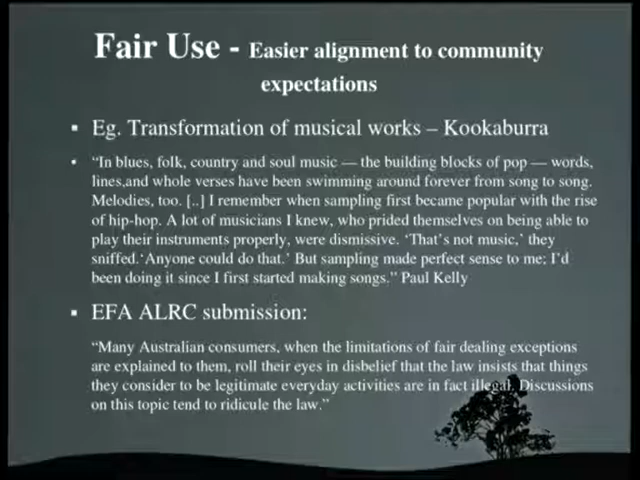 Fair Use - Easier alignment to community
expectations
▪ Eg. Transformation of musical works – Kookaburra
▪ “In blues, folk, country and soul music — the building blocks of pop — words,
lines,and whole verses have been swimming around forever from song to song.
Melodies, too. [..] I remember when sampling first became popular with the rise
of hip-hop. A lot of musicians I knew, who prided themselves on being able to
play their instruments properly, were dismissive. ‘That’s not music,’ they
sniffed.‘Anyone could do that.’ But sampling made perfect sense to me; I’d
been doing it since I first started making songs.” Paul Kelly
▪ EFA ALRC submission:
“Many Australian consumers, when the limitations of fair dealing exceptions
are explained to them, roll their eyes in disbelief that the law insists that things
they consider to be legitimate everyday activities are in fact illegal. Discussions
on this topic tend to ridicule the law.”